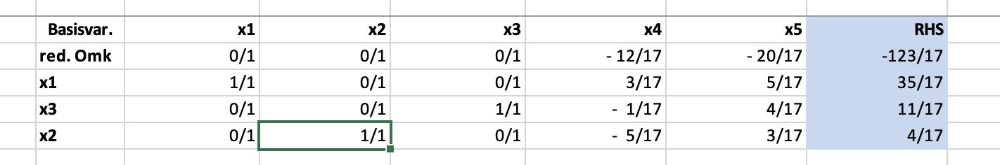 Basisvar. x1 x2 x3 x4 x5 RHS
red. Omk 0/1 0/1 0/1 - 12/17 - 20/17 -123/17
x1 1/1 0/1 0/1 3/17 5/17 35/17
x3 0/1 0/1 1/1 - 1/17 4/17 11/17
x2 0/1 1/1 0/1 - 5/17 3/17 4/17